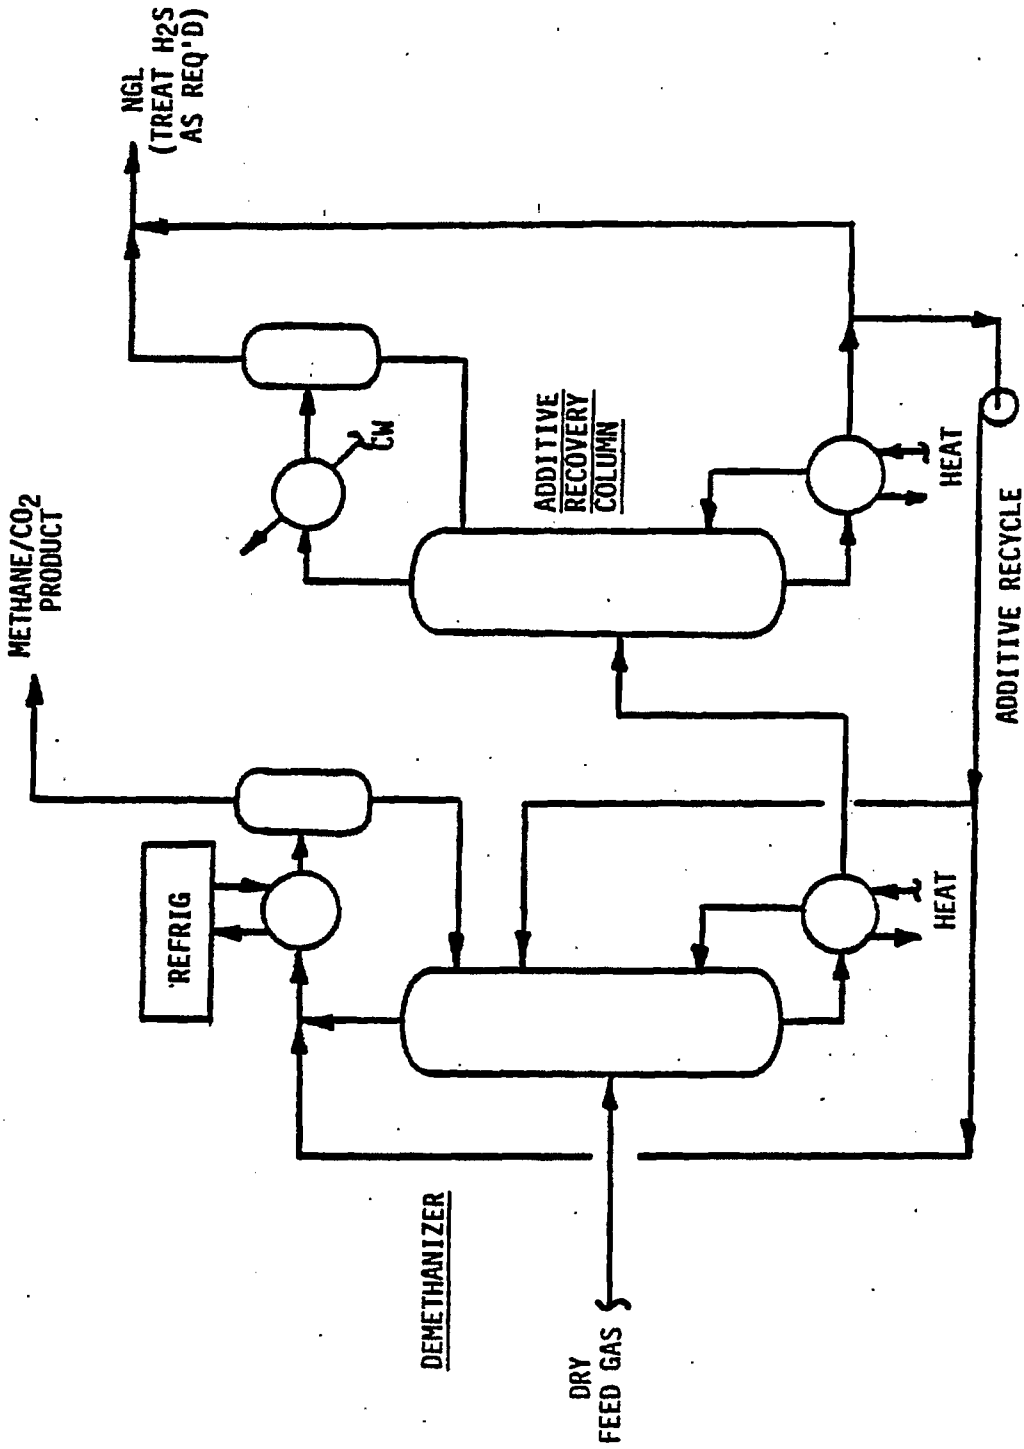 METHANE/CO2
PRODUCT
NGL
(TREAT H2S
AS REQ'D)
REFRIG
CW
DEMETHANIZER
ADDITIVE
RECOVERY
COLUMN
DRY
FEED GAS
HEAT
HEAT
ADDITIVE RECYCLE